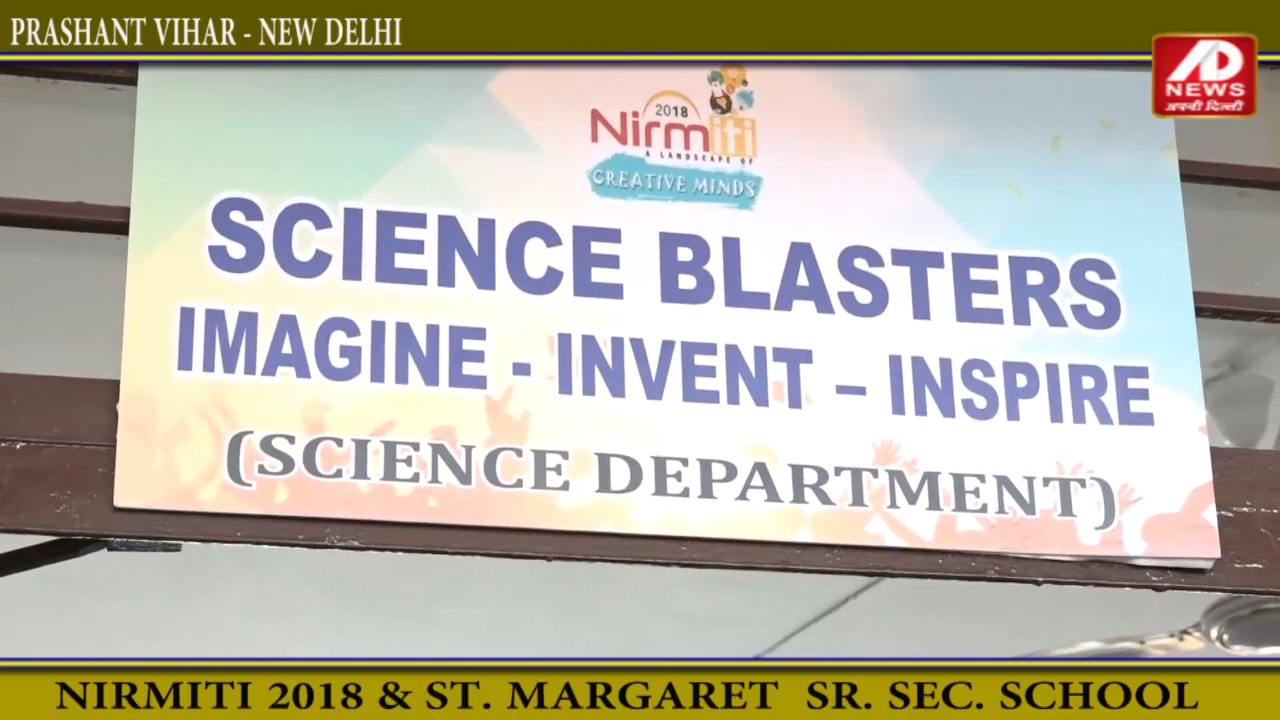 PRASHANT VIHAR - NEW DELHI
AD
NEWS
अपनी दिल्ली
2018
Nirmiti
A LANDSCAPE OF
CREATIVE MINDS
SCIENCE BLASTERS
IMAGINE - INVENT – INSPIRE
(SCIENCE DEPARTMENT)
NIRMITI 2018 & ST. MARGARET SR. SEC. SCHOOL